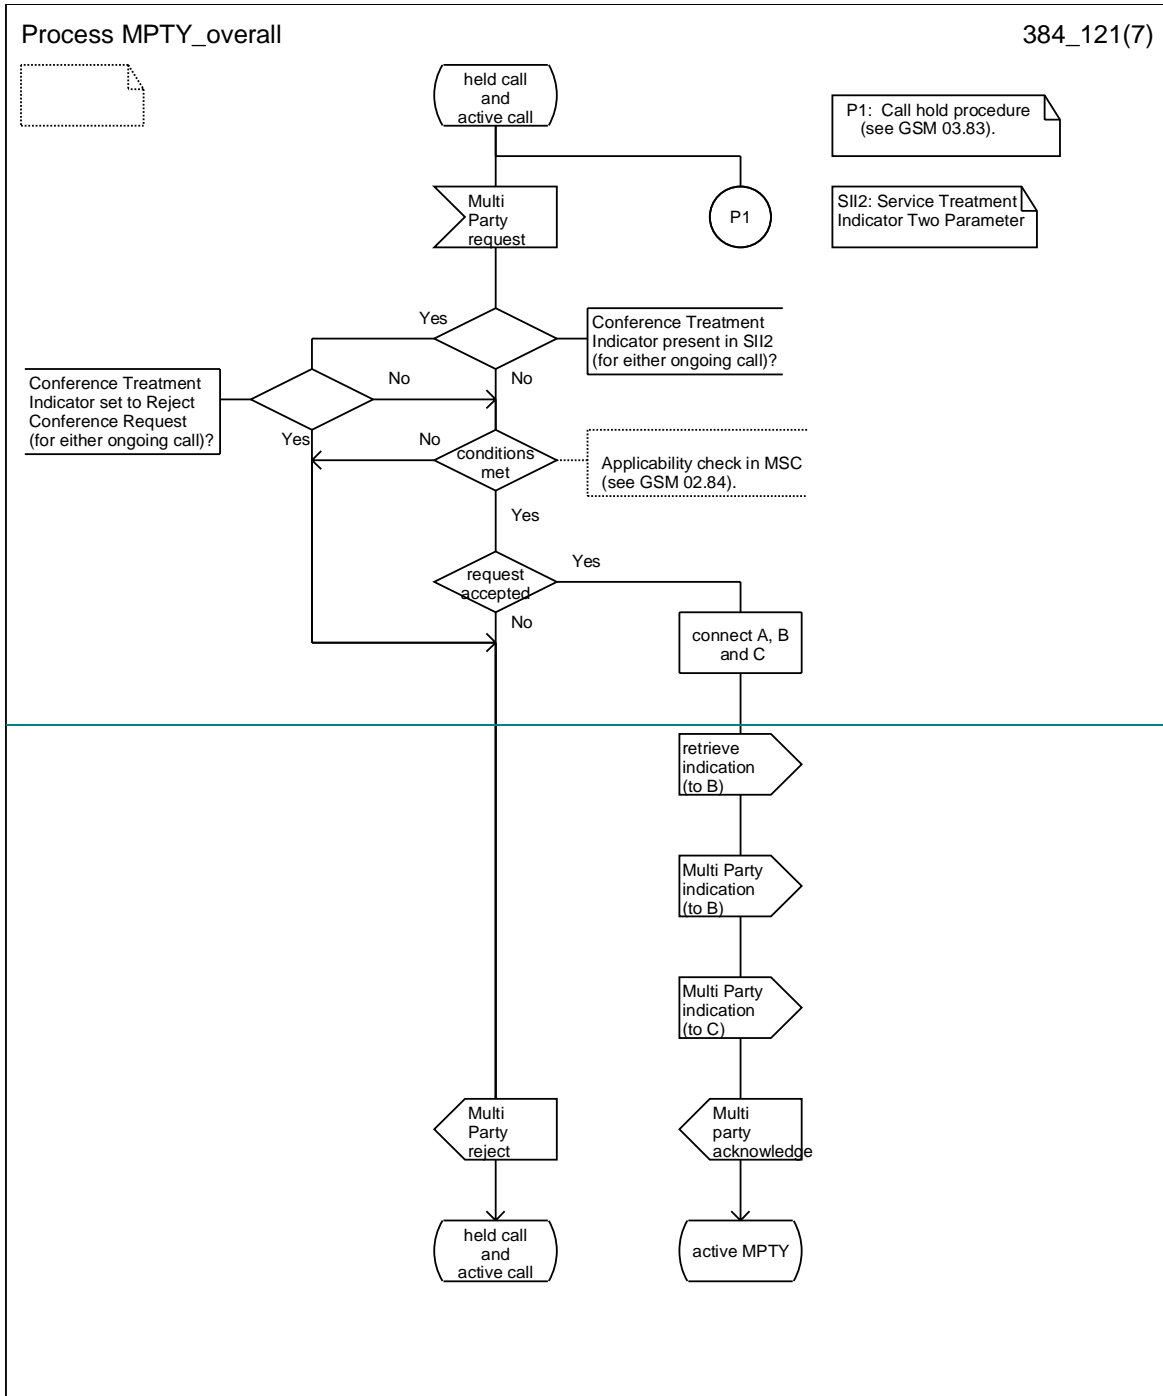 Process MPTY_overall
384_121(7)
held call
and
active call
P1: Call hold procedure
(see GSM 03.83).
Multi
Party
request
P1
SII2: Service Treatment
Indicator Two Parameter
Yes
Conference Treatment
Indicator present in SII2
(for either ongoing call)?
No
No
Conference Treatment
Indicator set to Reject
Conference Request
(for either ongoing call)?
Yes
No
conditions
met
Applicability check in MSC
(see GSM 02.84).
Yes
request
accepted
Yes
No
connect A, B
and C
retrieve
indication
(to B)
Multi Party
indication
(to B)
Multi Party
indication
(to C)
Multi
Party
reject
Multi
party
acknowledge
held call
and
active call
active MPTY